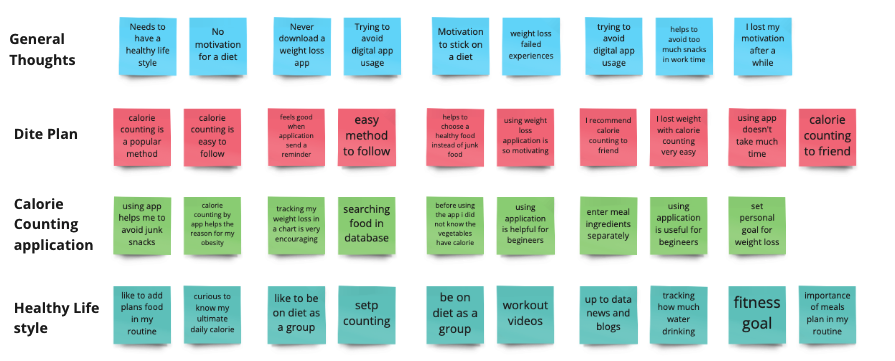 General
Thoughts
Needs to
have a
healthy life
style
No
motivation
for a diet
Never
download a
weight loss
app
Trying to
avoid
digital app
usage
Motivation
to stick on
a diet
weight loss
failed
experiences
trying to
avoid
digital app
usage
helps to
avoid too
much snacks
in work time
I lost my
motivation
after a
while
Dite Plan
calorie
counting is
a popular
method
calorie
counting is
easy to
follow
feels good
when
application
send a
reminder
easy
method
to follow
helps to
choose a
healthy food
instead of junk
food
using weight
loss
application is
so motivating
I recommend
calorie
counting to
friend
I lost weight
with calorie
counting
very easy
using app
doesn't
take much
time
calorie
counting
to friend
Calorie
Counting
application
using app
helps me to
avoid junk
snacks
calorie
counting by
app helps the
reason for my
obesity
tracking my
weight loss in
a chart is very
encouraging
searching
food in
database
before using
the app i did
not know the
vegetables
have calorie
using
application
is helpful for
begineers
enter meal
ingredients
separately
using
application
is useful for
begineers
set
personal
goal for
weight loss
Healthy Life
style
like to add
plans food
in my
routine
curious to
know my
ultimate
daily calorie
like to be
on diet as
a group
setp
counting
be on
diet as a
group
workout
videos
up to data
news and
blogs
tracking
how much
water
drinking
fitness
goal
importance
of meals
plan in my
routine